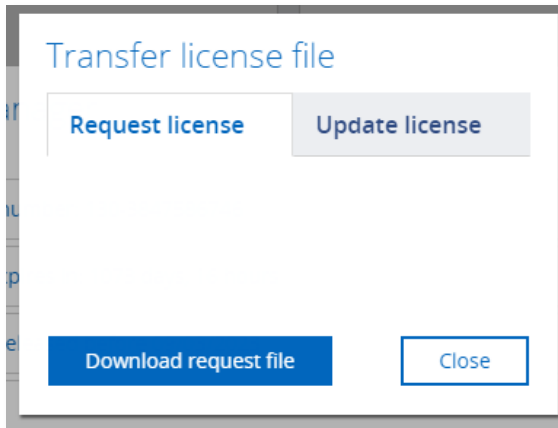 Transfer license file
Request license
Update license
Download request file
Close